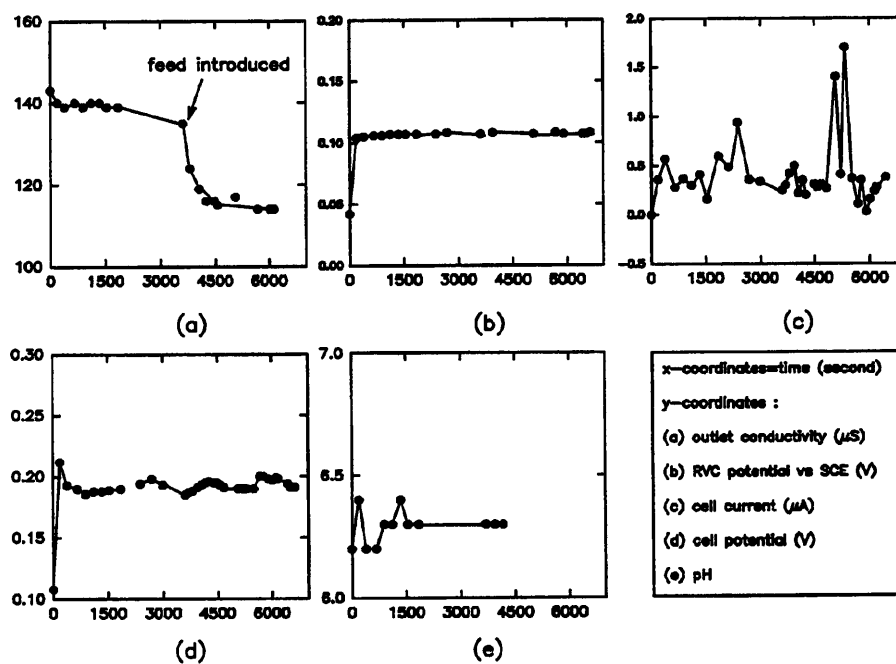 160
140
120
100
feed introduced
0 1500 3000 4500 6000
(a)
0.20
0.15
0.10
0.05
0.00
0 1500 3000 4500 6000
(b)
2.0
1.5
1.0
0.5
0.0
-0.5
0 1500 3000 4500 6000
(c)
0.30
0.25
0.20
0.15
0.10
0 1500 3000 4500 6000
(d)
7.0
6.5
6.0
0 1500 3000 4500 6000
(e)
x-coordinates=time (second)
y-coordinates :
(a) outlet conductivity (μS)
(b) RVC potential vs SCE (V)
(c) cell current (μA)
(d) cell potential (V)
(e) pH